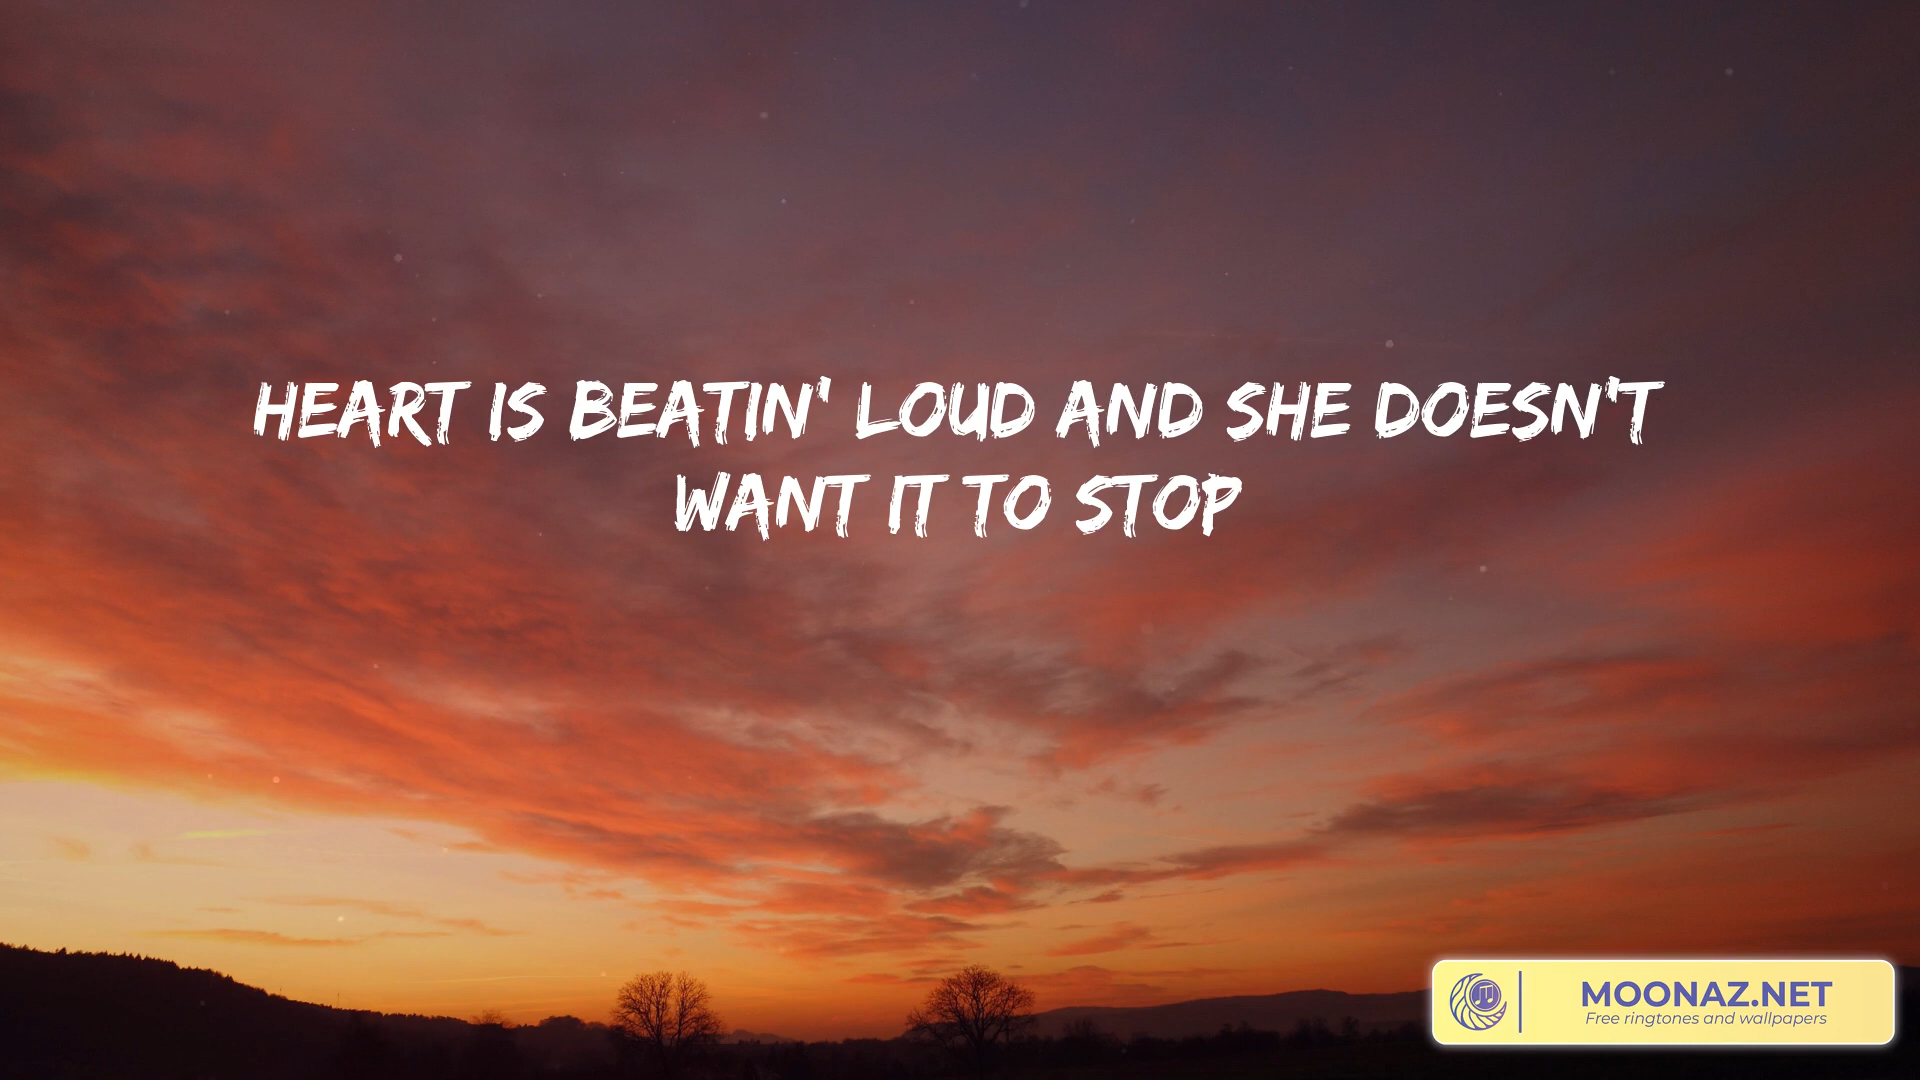 HEART IS BEATIN' LOUD AND SHE DOESN'T
WANT IT TO STOP
MOONAZ.NET
Free ringtones and wallpapers